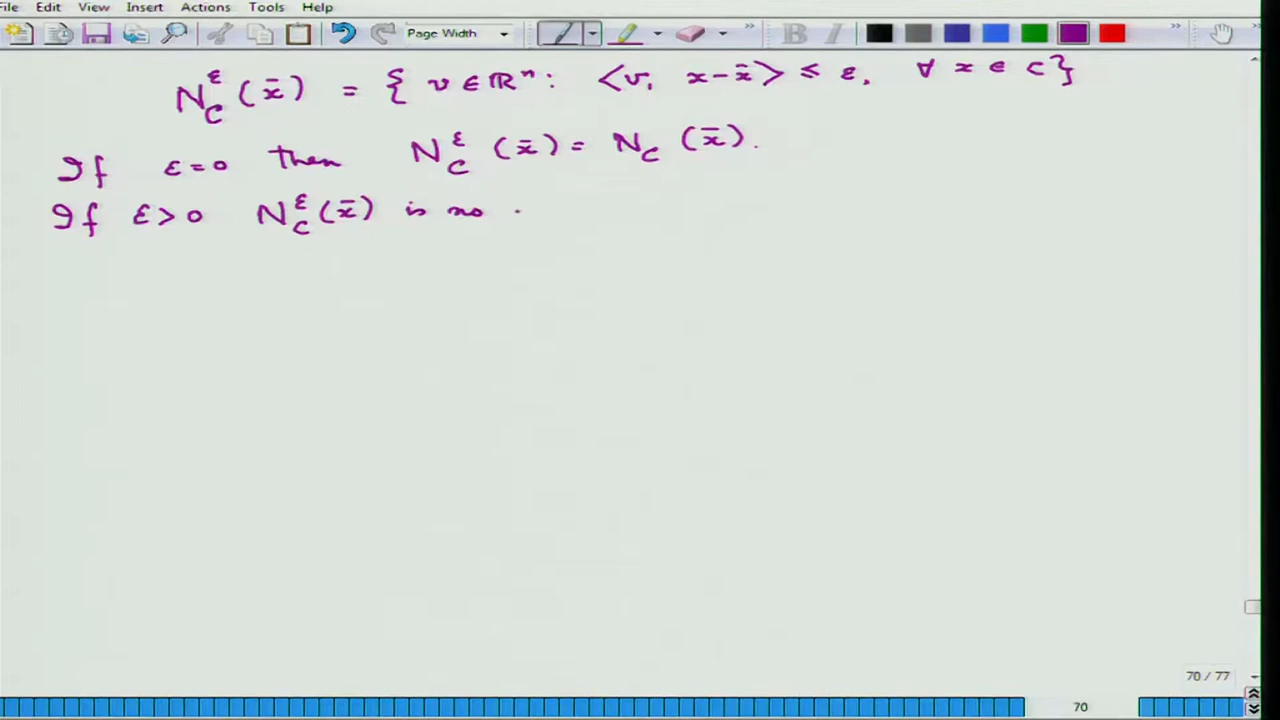 File Edit View Insert Actions Tools Help
Page Width
B I
N_C^ε (x̄) = { v ∈ ℝⁿ : ⟨v, x - x̄⟩ ≤ ε, ∀ x ∈ C }
If ε = 0 then N_C^ε (x̄) = N_C (x̄).
If ε > 0 N_C^ε (x̄) is no
70 / 77
70